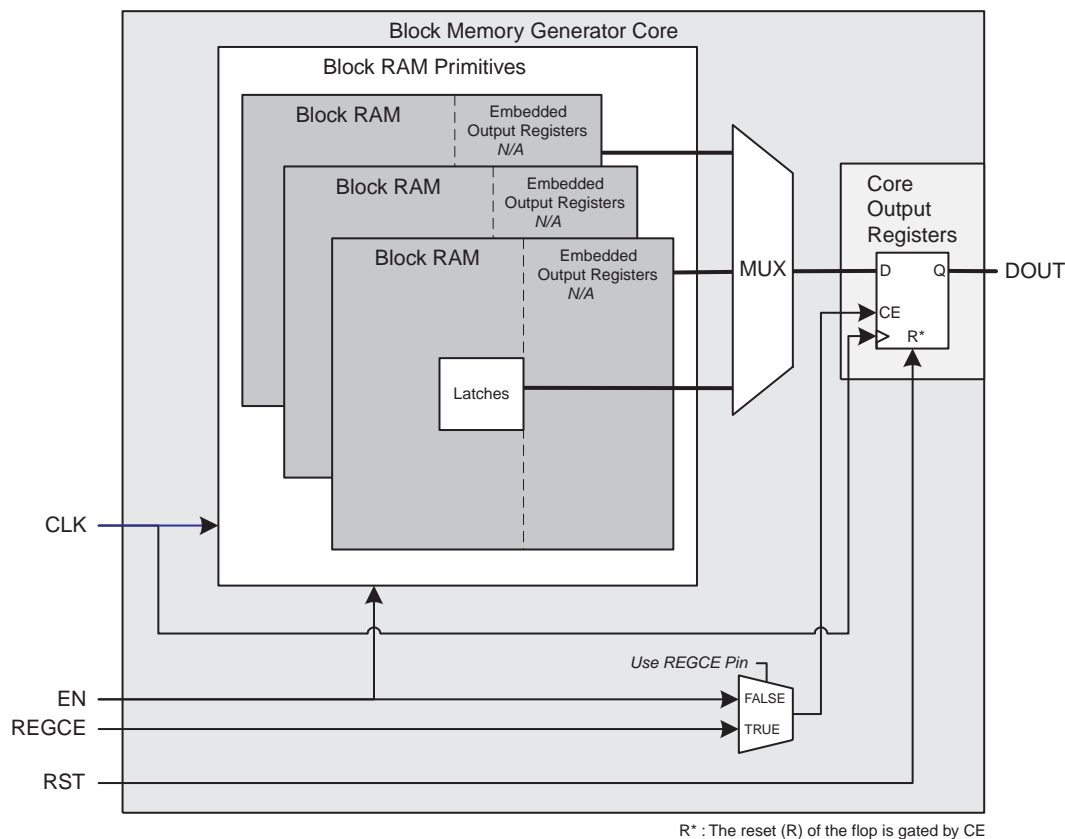 Block Memory Generator Core
Block RAM Primitives
Block RAM
Embedded
Output Registers
N/A
Block RAM
Embedded
Output Registers
N/A
Block RAM
Embedded
Output Registers
N/A
Latches
MUX
Core
Output
Registers
D
Q
CE
R*
DOUT
CLK
Use REGCE Pin
EN
FALSE
REGCE
TRUE
RST
R* : The reset (R) of the flop is gated by CE